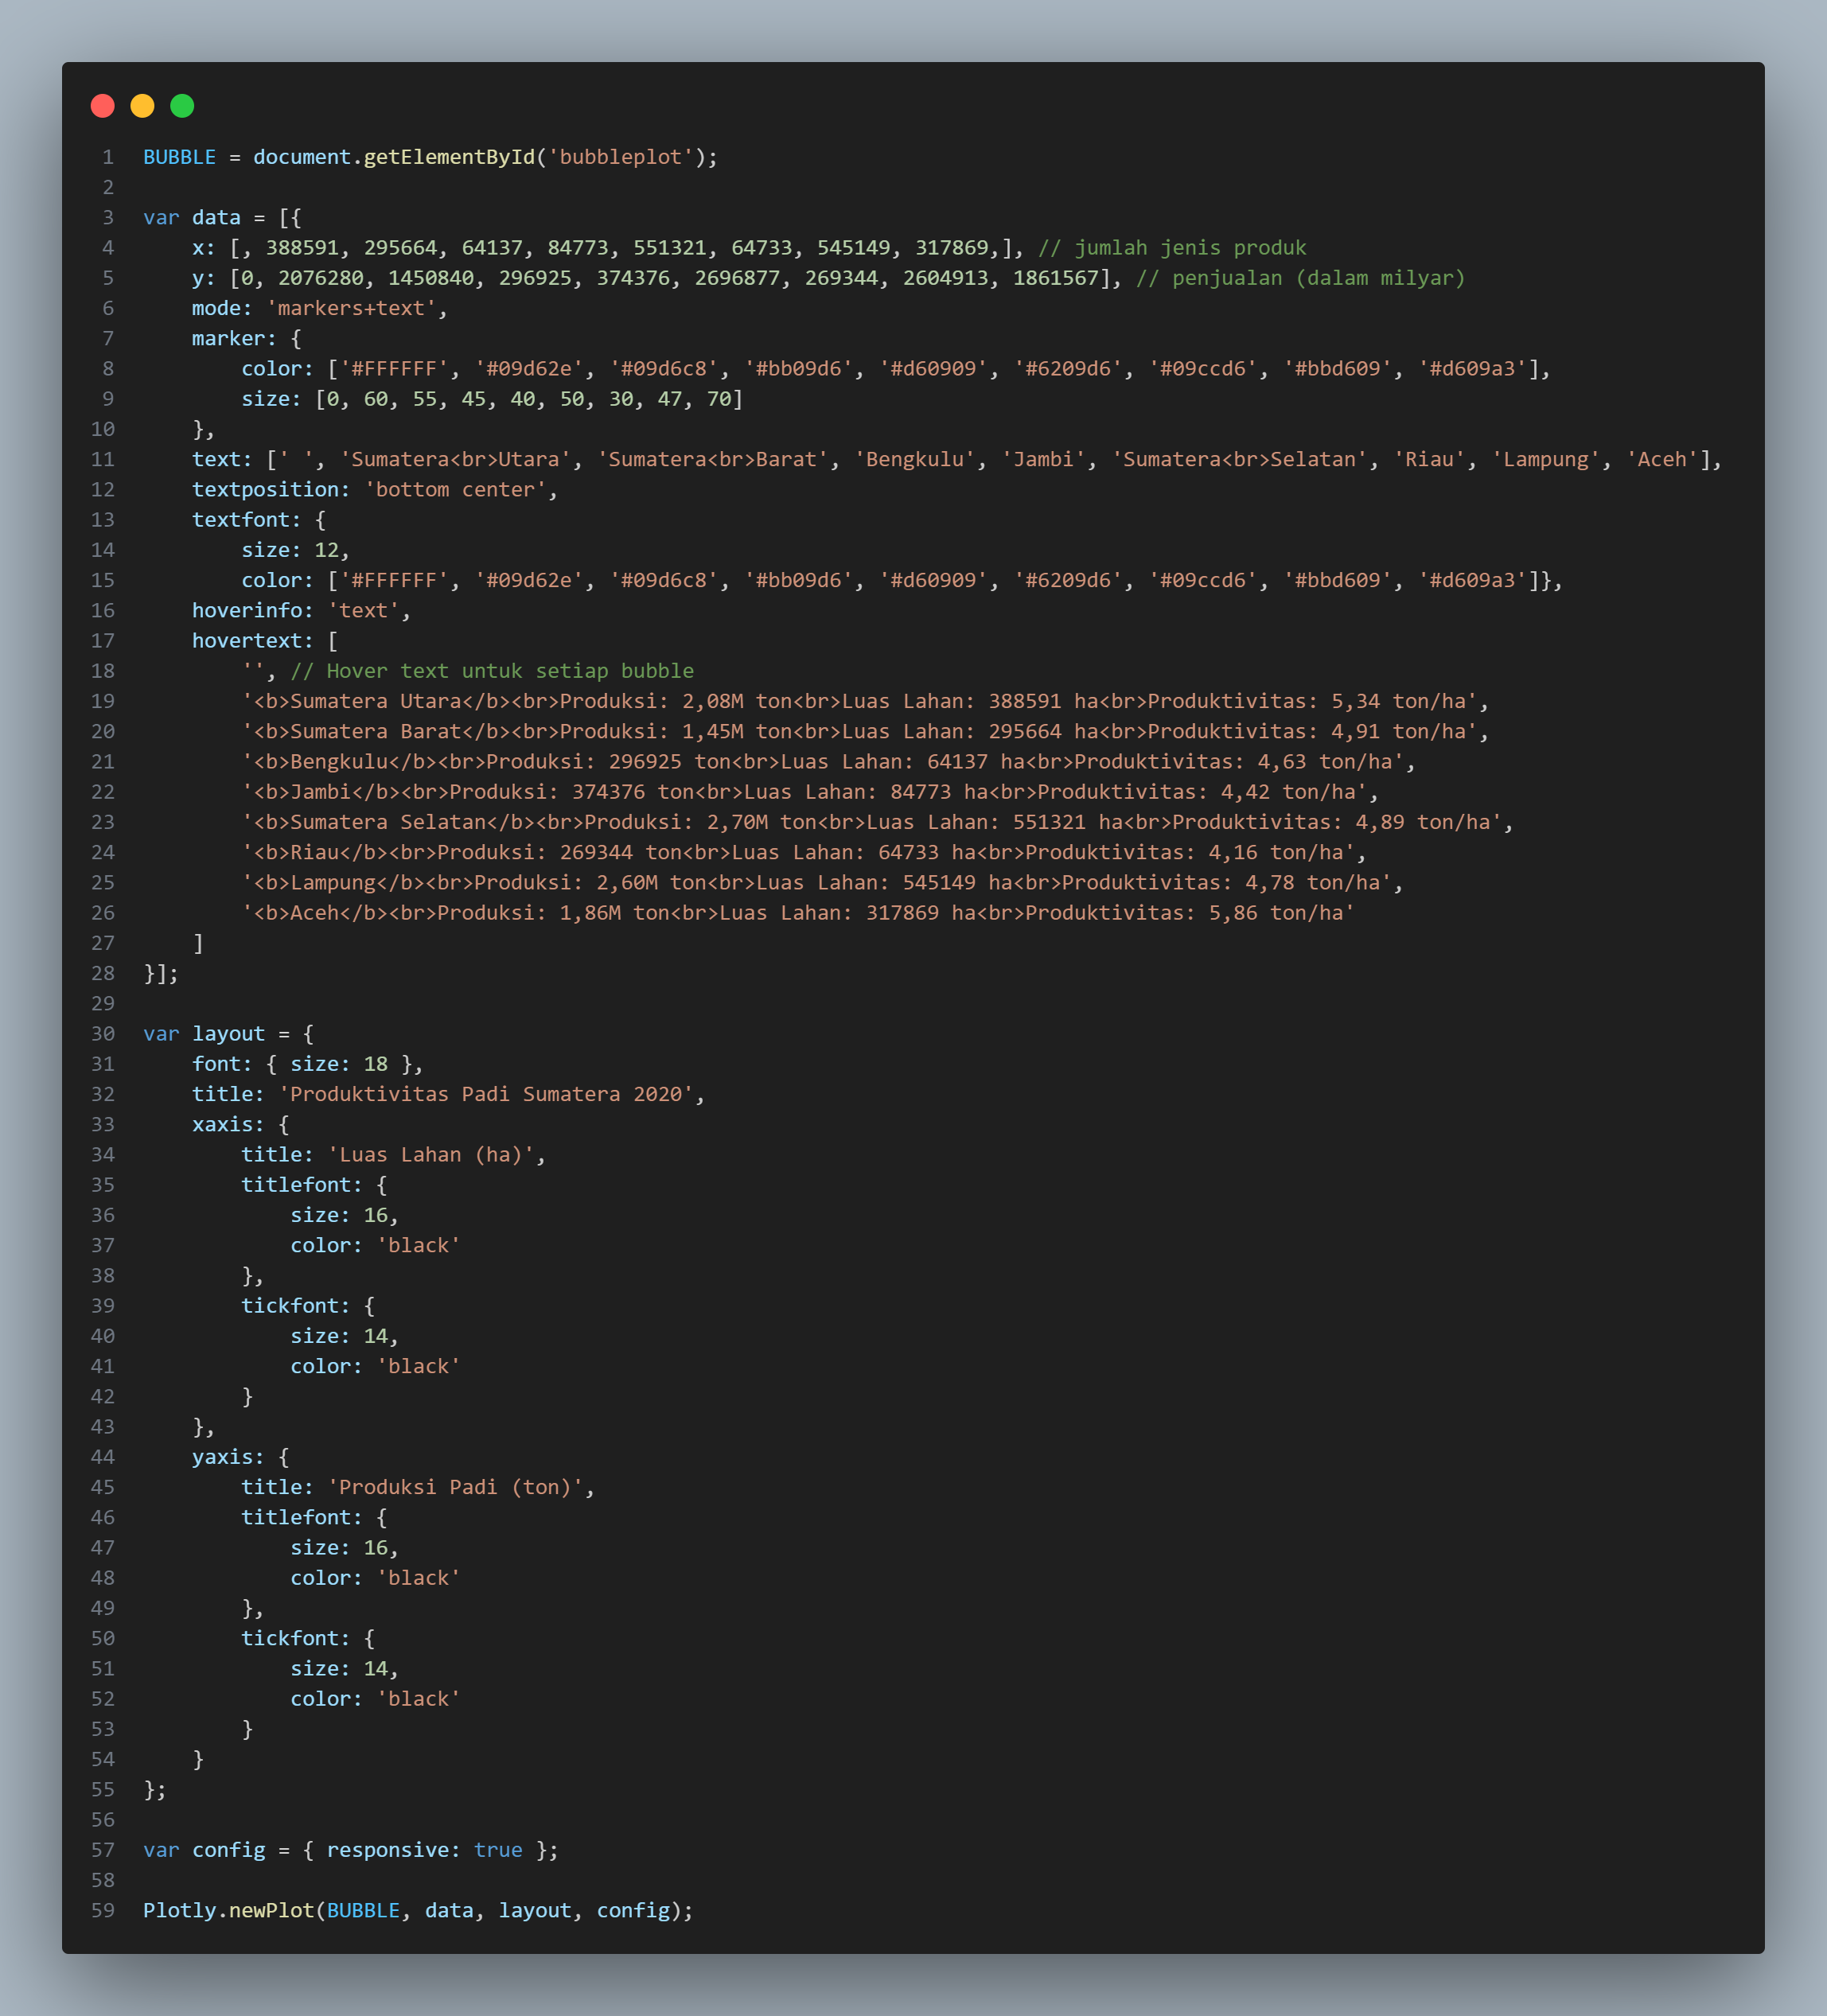 1 BUBBLE = document.getElementById('bubbleplot');
2
3 var data = [{
4     x: [, 388591, 295664, 64137, 84773, 551321, 64733, 545149, 317869,], // jumlah jenis produk
5     y: [0, 2076280, 1450840, 296925, 374376, 2696877, 269344, 2604913, 1861567], // penjualan (dalam milyar)
6     mode: 'markers+text',
7     marker: {
8         color: ['#FFFFFF', '#09d62e', '#09d6c8', '#bb09d6', '#d60909', '#6209d6', '#09ccd6', '#bbd609', '#d609a3'],
9         size: [0, 60, 55, 45, 40, 50, 30, 47, 70]
10     },
11     text: [' ', 'Sumatera<br>Utara', 'Sumatera<br>Barat', 'Bengkulu', 'Jambi', 'Sumatera<br>Selatan', 'Riau', 'Lampung', 'Aceh'],
12     textposition: 'bottom center',
13     textfont: {
14         size: 12,
15         color: ['#FFFFFF', '#09d62e', '#09d6c8', '#bb09d6', '#d60909', '#6209d6', '#09ccd6', '#bbd609', '#d609a3']},
16     hoverinfo: 'text',
17     hovertext: [
18         '', // Hover text untuk setiap bubble
19         '<b>Sumatera Utara</b><br>Produksi: 2,08M ton<br>Luas Lahan: 388591 ha<br>Produktivitas: 5,34 ton/ha',
20         '<b>Sumatera Barat</b><br>Produksi: 1,45M ton<br>Luas Lahan: 295664 ha<br>Produktivitas: 4,91 ton/ha',
21         '<b>Bengkulu</b><br>Produksi: 296925 ton<br>Luas Lahan: 64137 ha<br>Produktivitas: 4,63 ton/ha',
22         '<b>Jambi</b><br>Produksi: 374376 ton<br>Luas Lahan: 84773 ha<br>Produktivitas: 4,42 ton/ha',
23         '<b>Sumatera Selatan</b><br>Produksi: 2,70M ton<br>Luas Lahan: 551321 ha<br>Produktivitas: 4,89 ton/ha',
24         '<b>Riau</b><br>Produksi: 269344 ton<br>Luas Lahan: 64733 ha<br>Produktivitas: 4,16 ton/ha',
25         '<b>Lampung</b><br>Produksi: 2,60M ton<br>Luas Lahan: 545149 ha<br>Produktivitas: 4,78 ton/ha',
26         '<b>Aceh</b><br>Produksi: 1,86M ton<br>Luas Lahan: 317869 ha<br>Produktivitas: 5,86 ton/ha'
27     ]
28 }];
29
30 var layout = {
31     font: { size: 18 },
32     title: 'Produktivitas Padi Sumatera 2020',
33     xaxis: {
34         title: 'Luas Lahan (ha)',
35         titlefont: {
36             size: 16,
37             color: 'black'
38         },
39         tickfont: {
40             size: 14,
41             color: 'black'
42         }
43     },
44     yaxis: {
45         title: 'Produksi Padi (ton)',
46         titlefont: {
47             size: 16,
48             color: 'black'
49         },
50         tickfont: {
51             size: 14,
52             color: 'black'
53         }
54     }
55 };
56
57 var config = { responsive: true };
58
59 Plotly.newPlot(BUBBLE, data, layout, config);